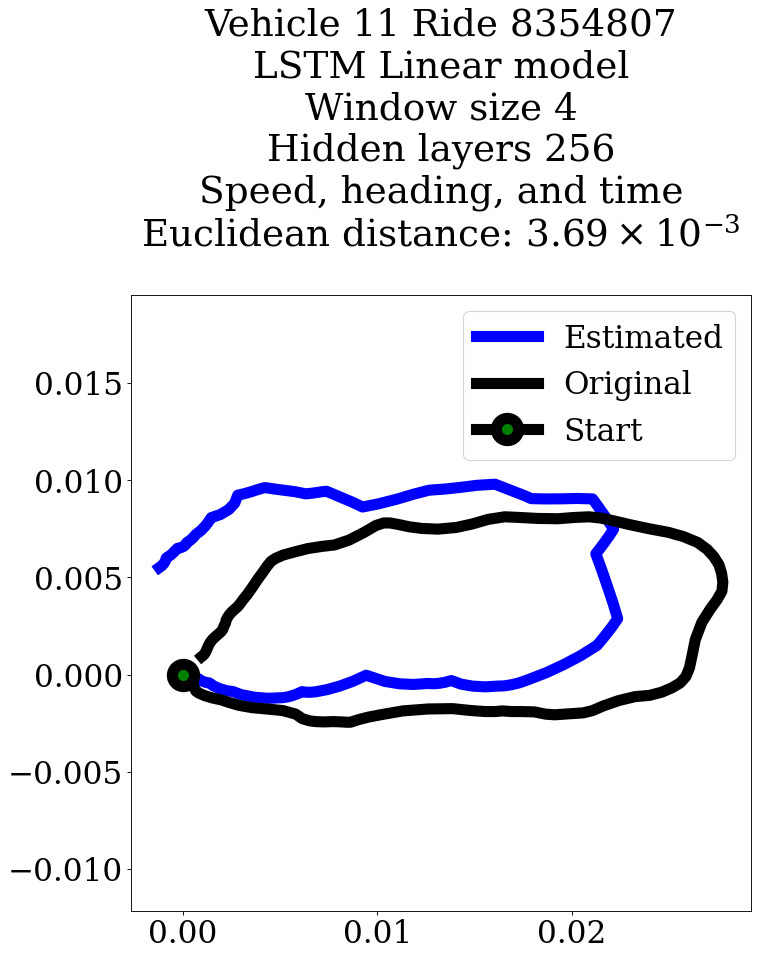 Vehicle 11 Ride 8354807
LSTM Linear model
Window size 4
Hidden layers 256
Speed, heading, and time
Euclidean distance: 3.69 × 10⁻³
Estimated
Original
Start
0.015
0.010
0.005
0.000
−0.005
−0.010
0.00 0.01 0.02